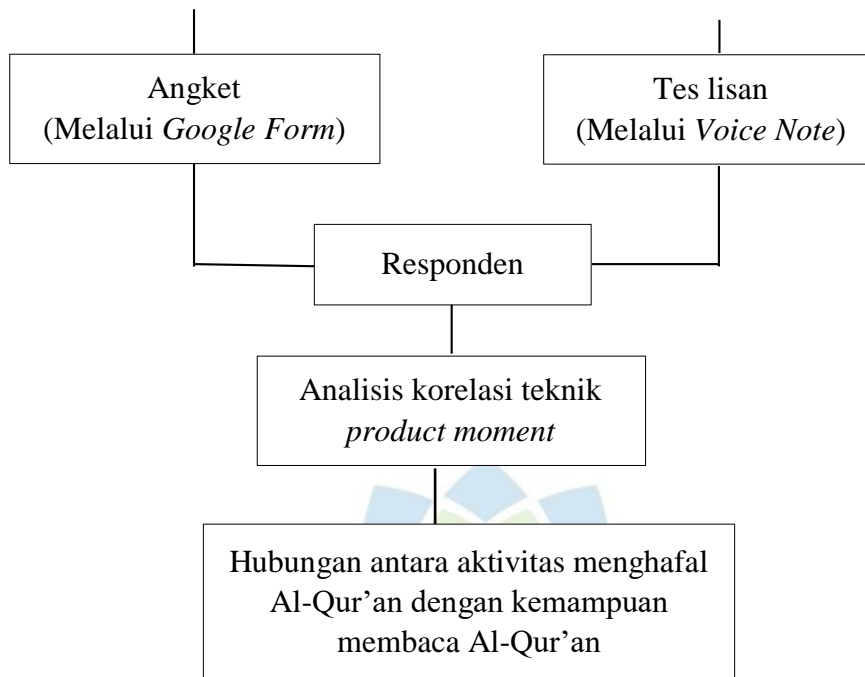 Angket
(Melalui Google Form)
Tes lisan
(Melalui Voice Note)
Responden
Analisis korelasi teknik
product moment
Hubungan antara aktivitas menghafal
Al-Qur’an dengan kemampuan
membaca Al-Qur’an